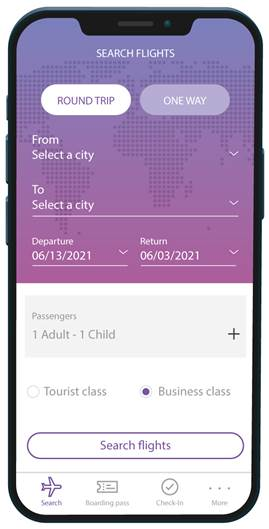 SEARCH FLIGHTS
ROUND TRIP ONE WAY
From
Select a city
To
Select a city
Departure Return
06/13/2021 06/03/2021
Passengers
1 Adult - 1 Child +
Tourist class Business class
Search flights
Search Boarding pass Check-In More